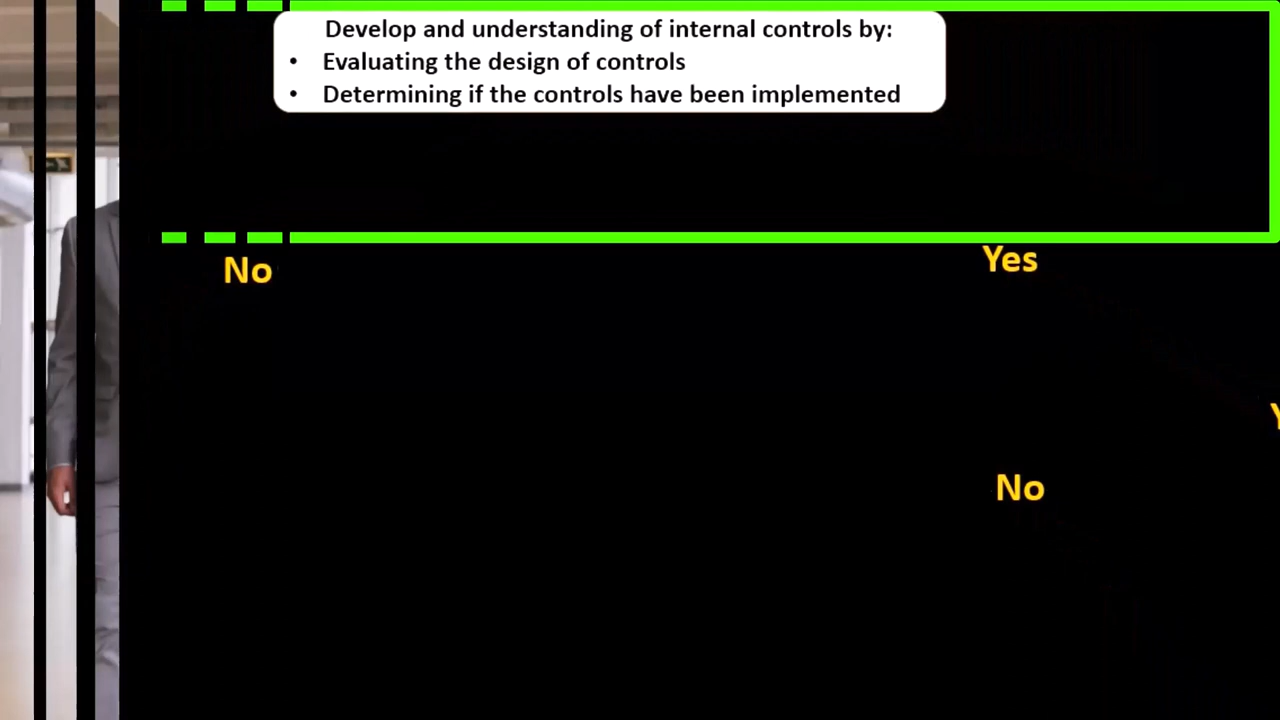 Develop and understanding of internal controls by:
• Evaluating the design of controls
• Determining if the controls have been implemented
No
Yes
No